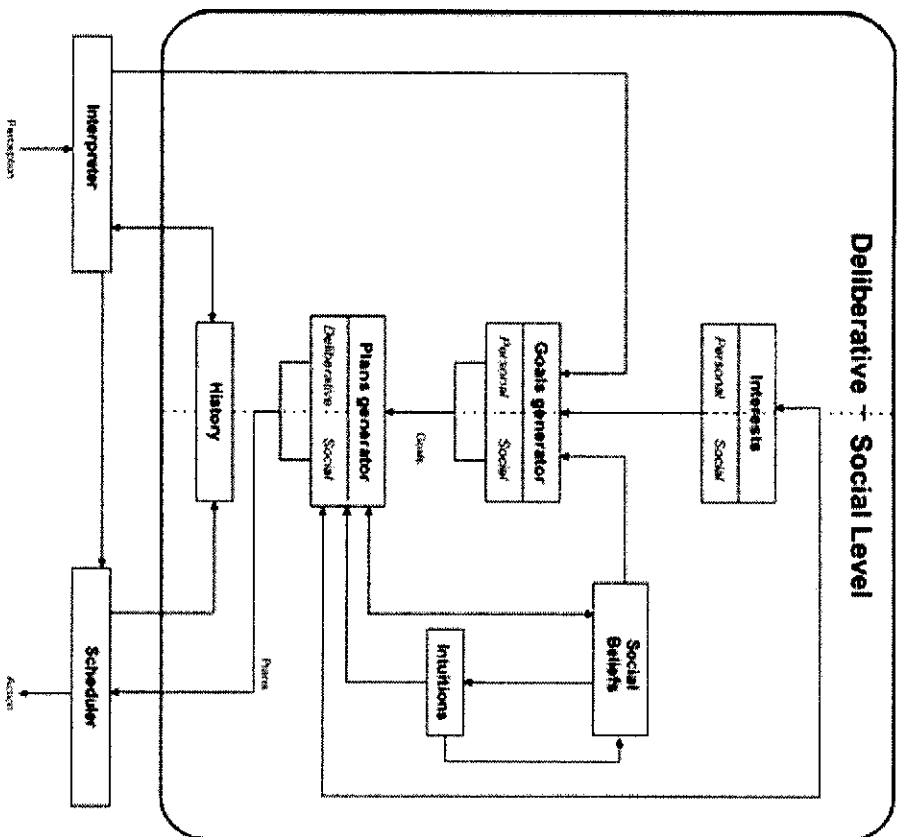 Deliberative – Social Level
Interests
Personal Social
Goals generator
Personal Social
Social
Beliefs
Intuitions
Goals
Plans generator
Deliberative Social
Plans
History
Interpreter
Scheduler
Perception
Action